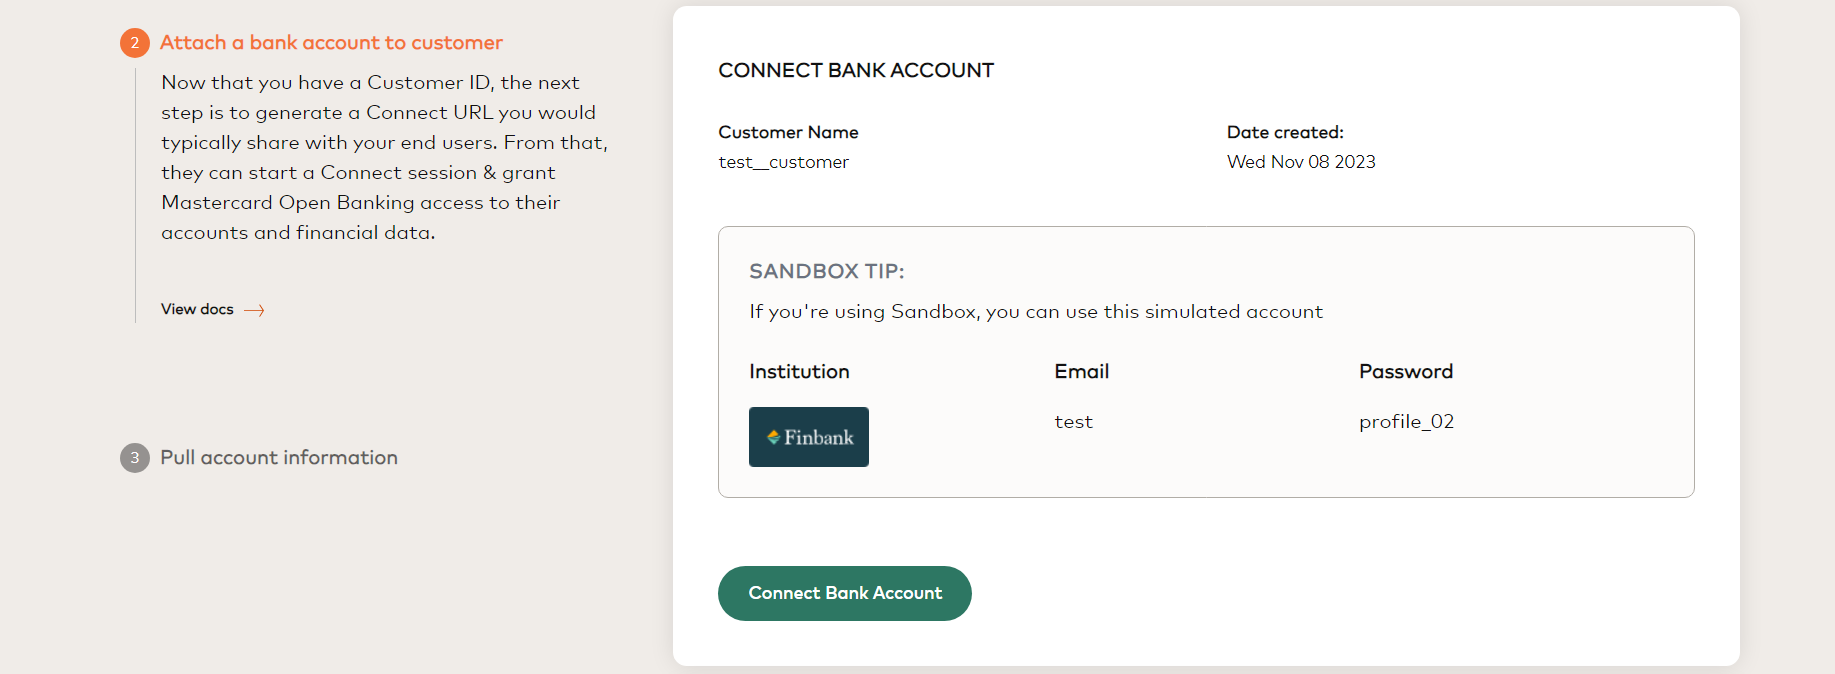 2 Attach a bank account to customer
Now that you have a Customer ID, the next
step is to generate a Connect URL you would
typically share with your end users. From that,
they can start a Connect session & grant
Mastercard Open Banking access to their
accounts and financial data.
View docs
3 Pull account information
CONNECT BANK ACCOUNT
Customer Name
test__customer
Date created:
Wed Nov 08 2023
SANDBOX TIP:
If you're using Sandbox, you can use this simulated account
Institution
Finbank
Email
test
Password
profile_02
Connect Bank Account